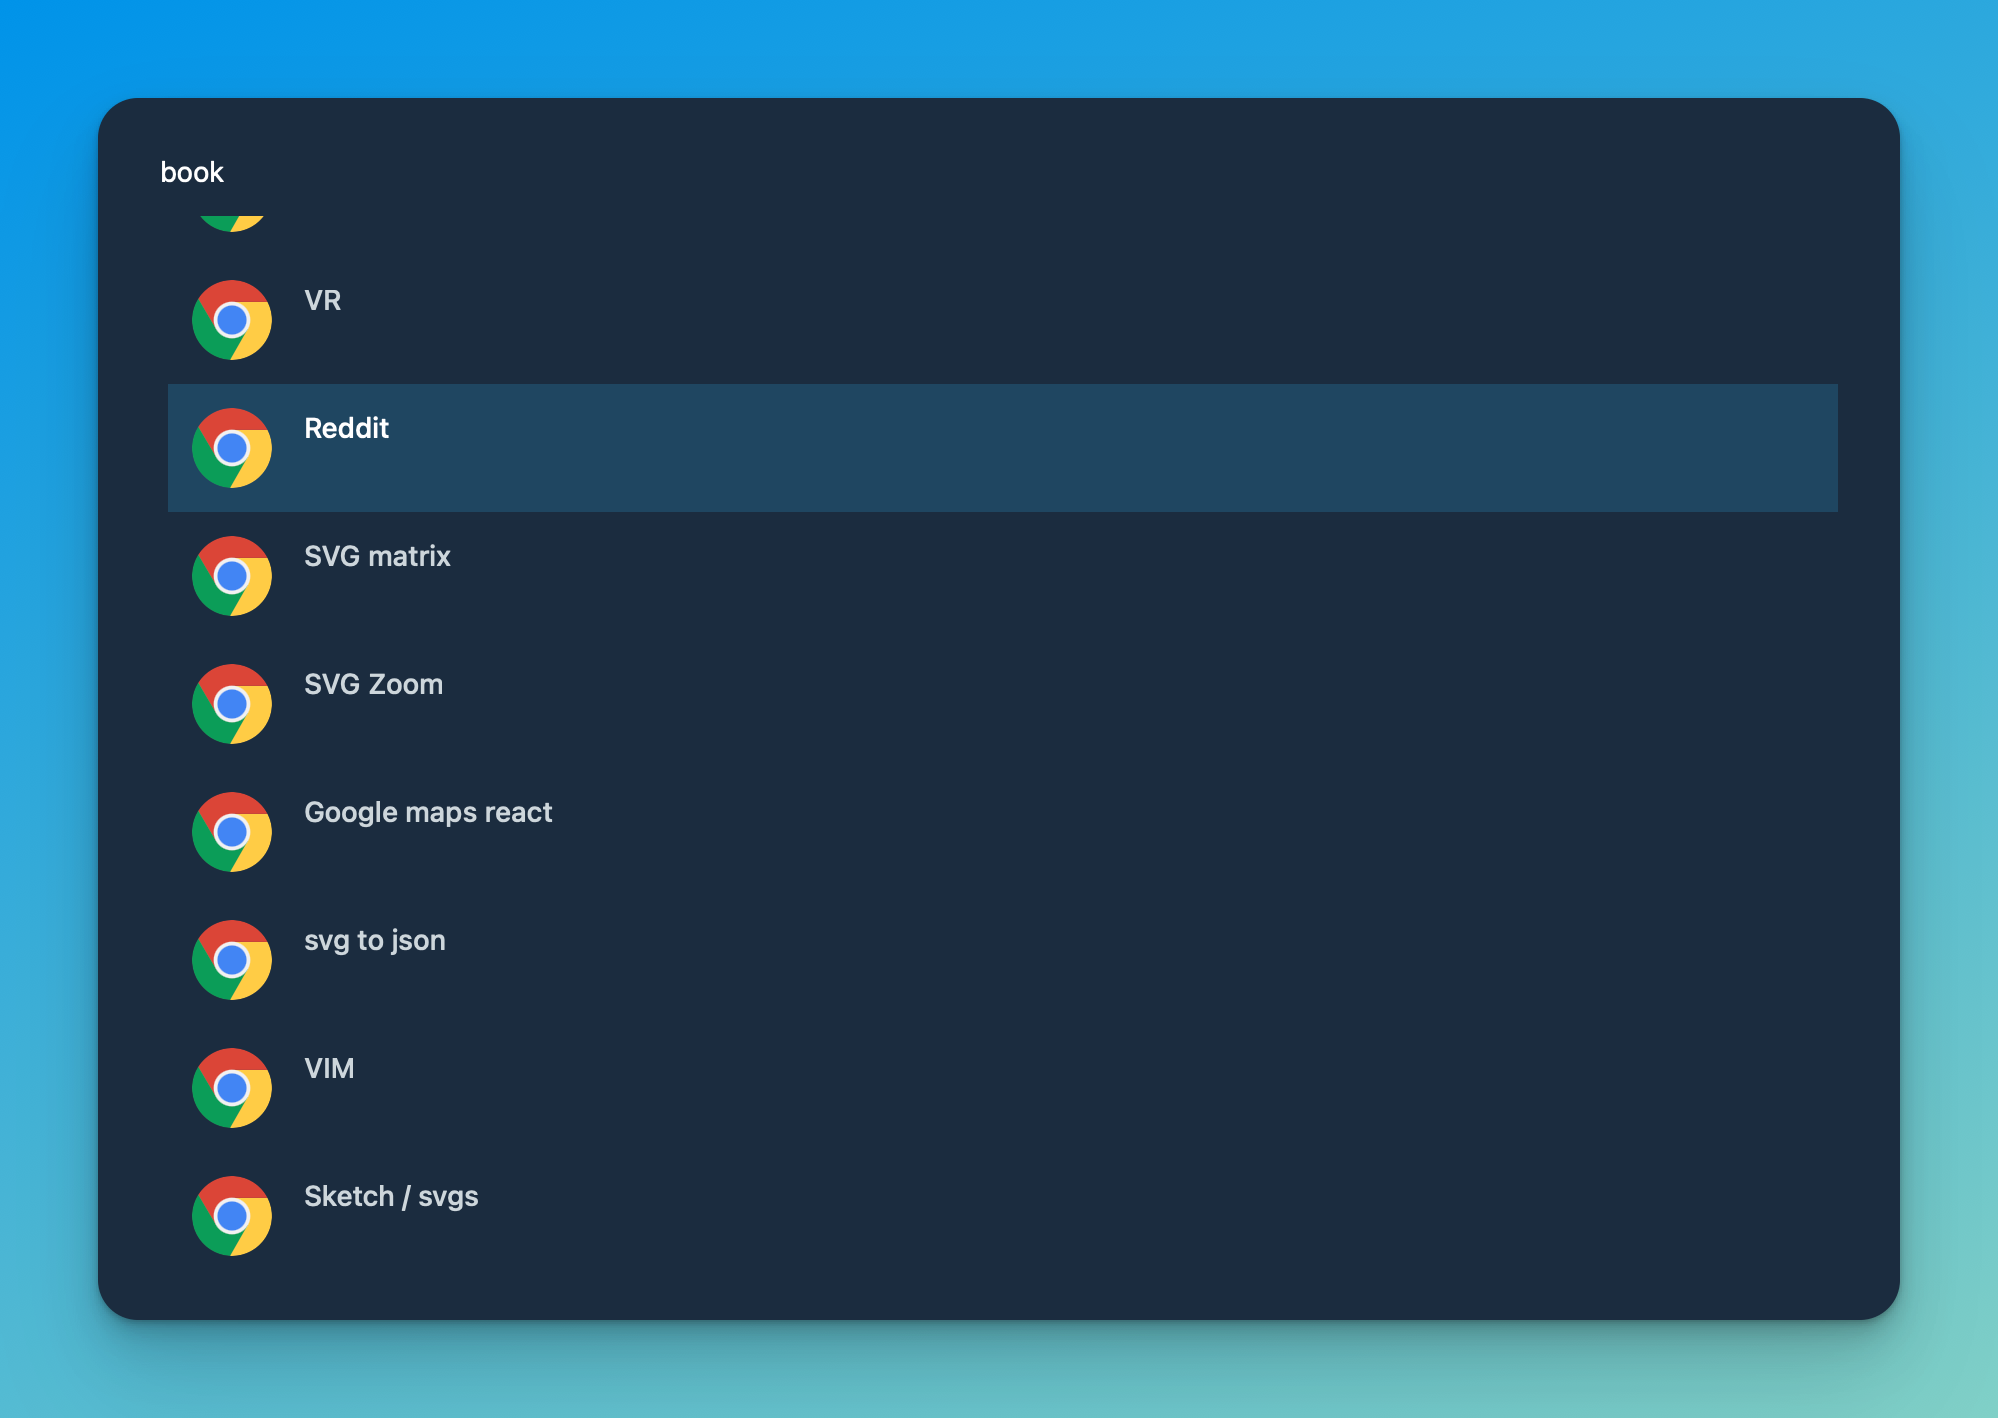 book
VR
Reddit
SVG matrix
SVG Zoom
Google maps react
svg to json
VIM
Sketch / svgs